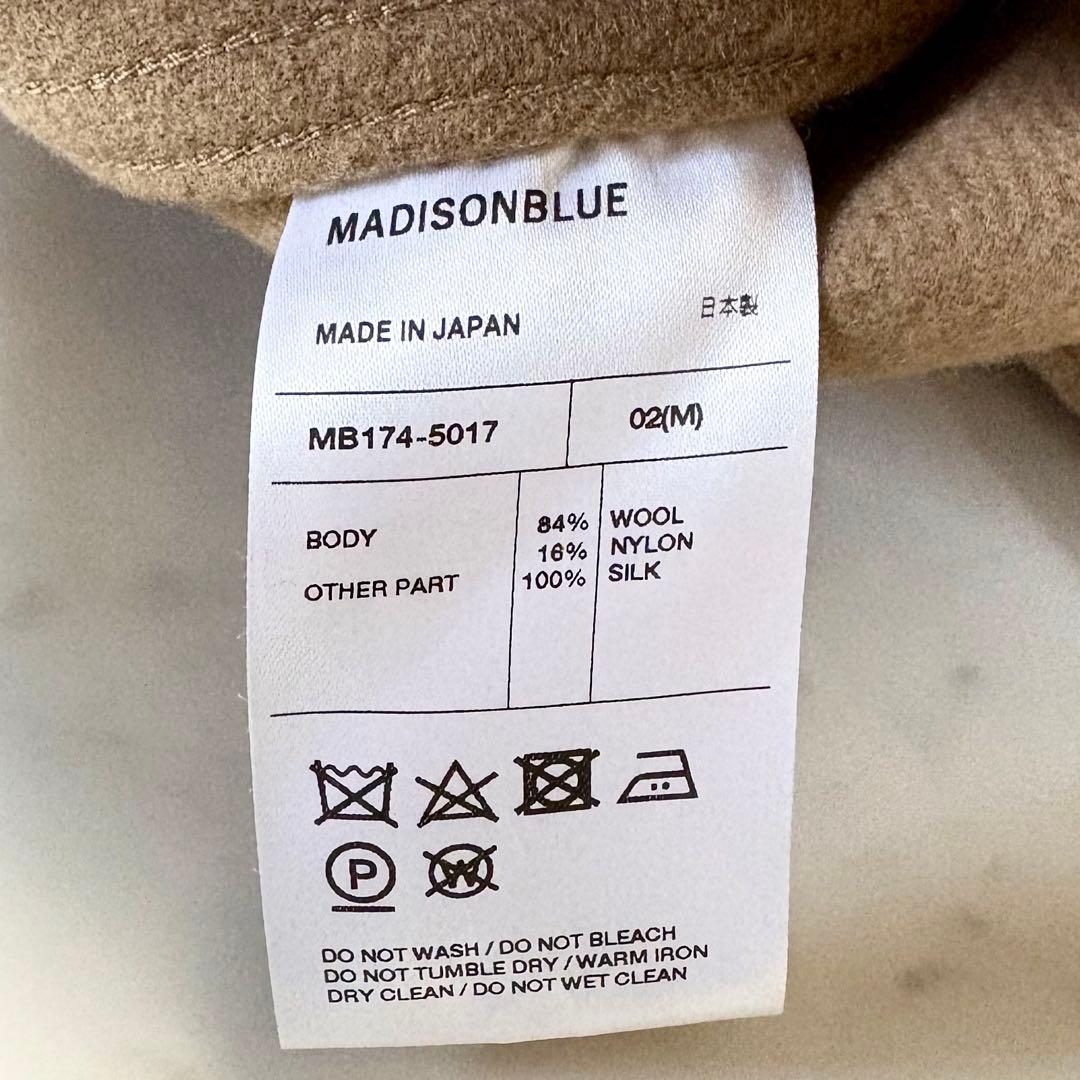 MADISONBLUE
MADE IN JAPAN 日本製
MB174-5017 02(M)
BODY 84% WOOL
16% NYLON
OTHER PART 100% SILK
P W
DO NOT WASH / DO NOT BLEACH
DO NOT TUMBLE DRY / WARM IRON
DRY CLEAN / DO NOT WET CLEAN